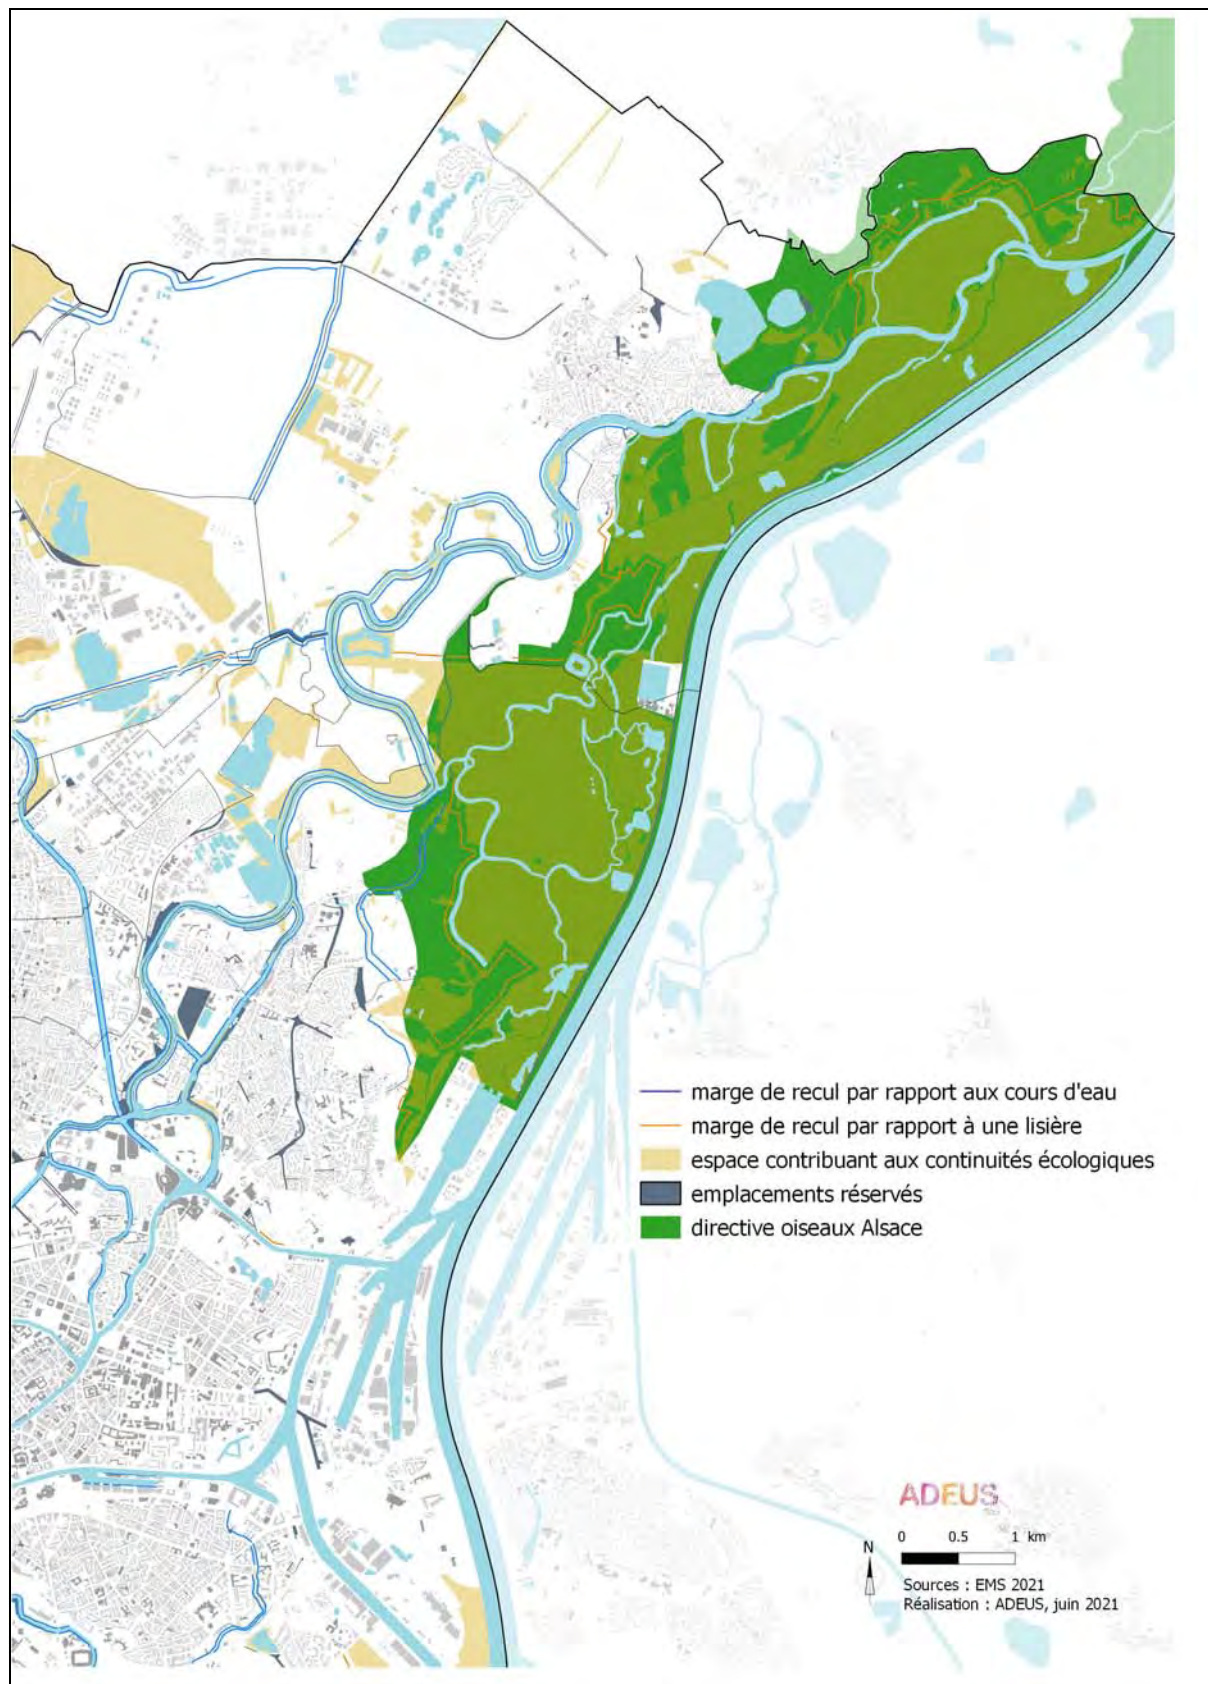 marge de recul par rapport aux cours d'eau
marge de recul par rapport à une lisière
espace contribuant aux continuités écologiques
emplacements réservés
directive oiseaux Alsace
ADEUS
0 0.5 1 km
N
Sources : EMS 2021
Réalisation : ADEUS, juin 2021